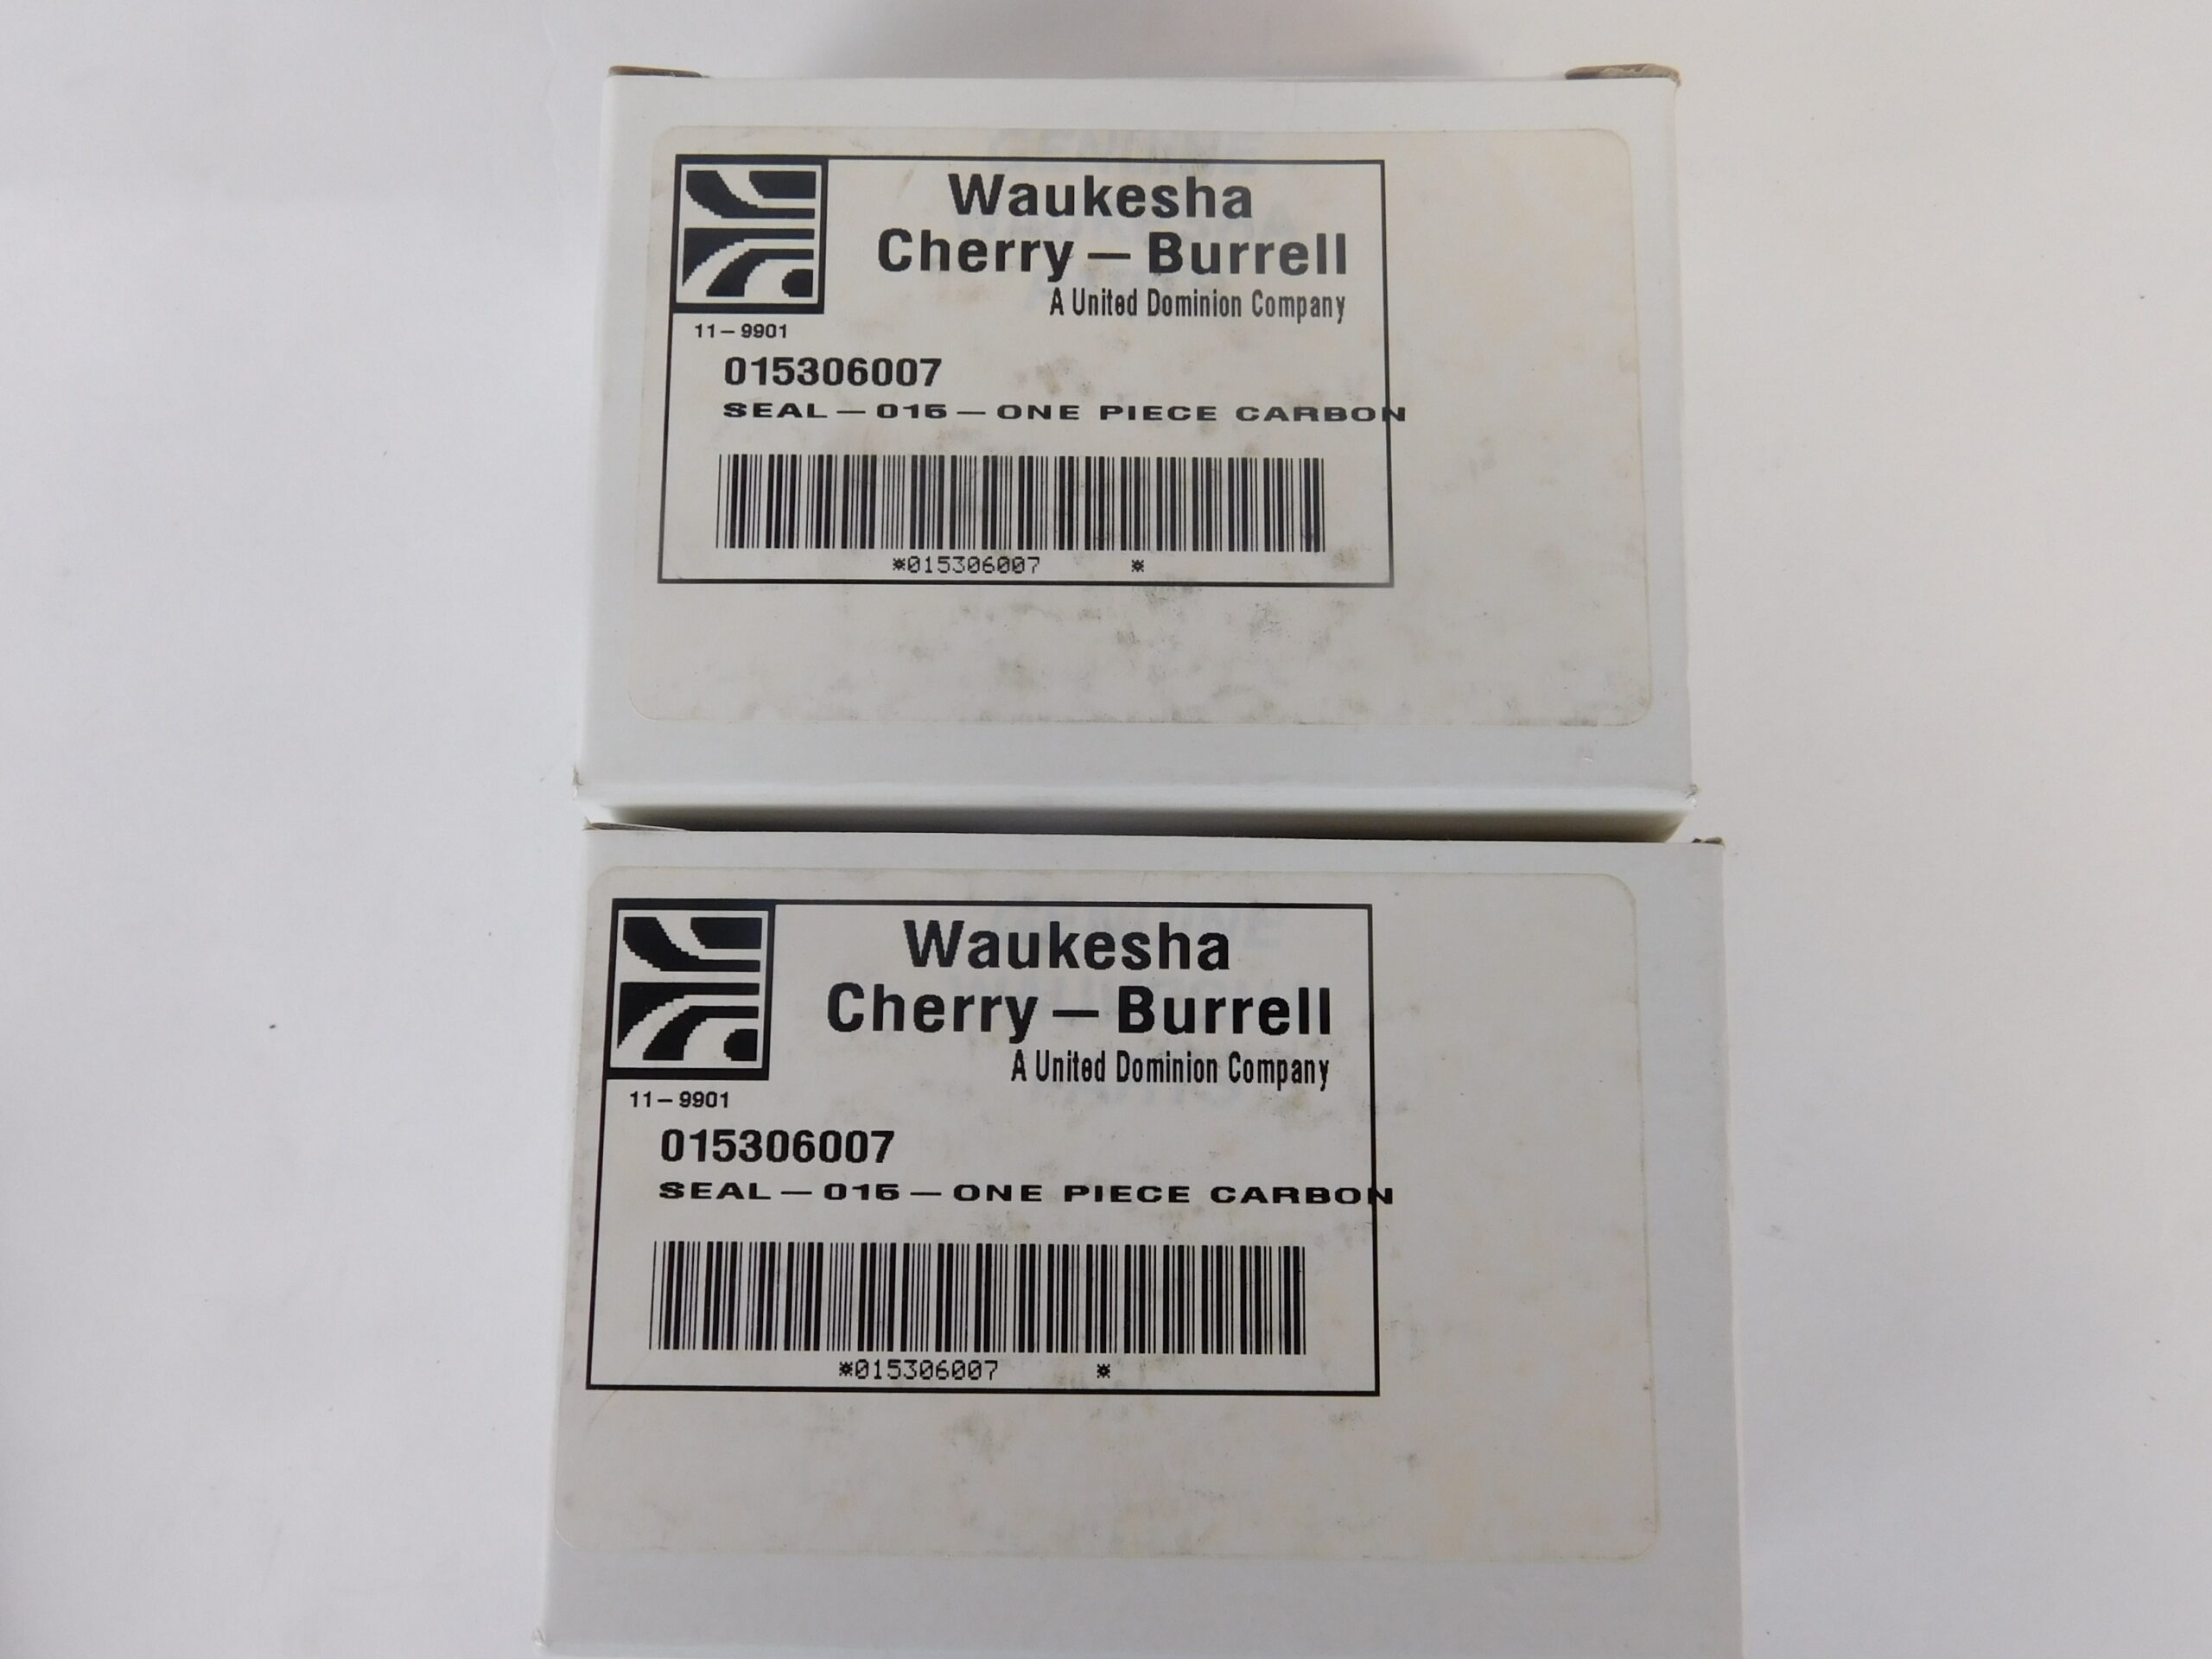 Waukesha
Cherry – Burrell
A United Dominion Company
11–9901
015306007
SEAL–015–ONE PIECE CARBON
*015306007 *
Waukesha
Cherry – Burrell
A United Dominion Company
11–9901
015306007
SEAL–015–ONE PIECE CARBON
*015306007 *